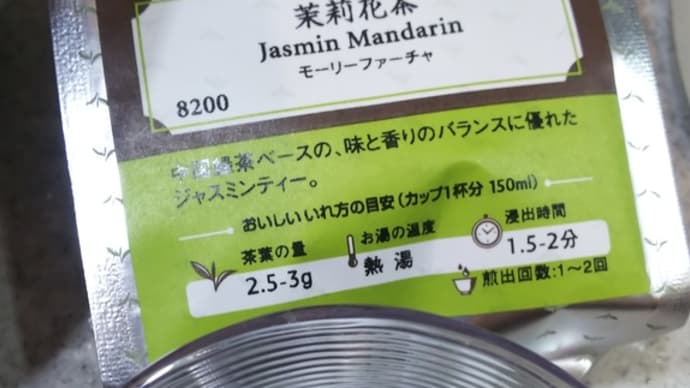 茉莉花茶
Jasmin Mandarin
モーリーファーチャ
8200
中国緑茶ベースの、味と香りのバランスに優れた
ジャスミンティー。
おいしいいれ方の目安(カップ1杯分 150ml)
茶葉の量
2.5-3g
お湯の温度
熱湯
浸出時間
1.5-2分
煎出回数:1〜2回